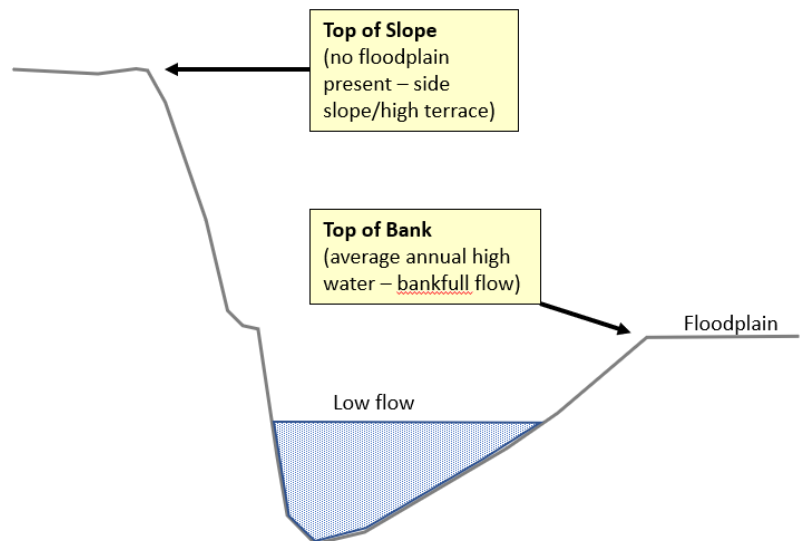 Top of Slope
(no floodplain
present – side
slope/high terrace)
Top of Bank
(average annual high
water – bankfull flow)
Floodplain
Low flow